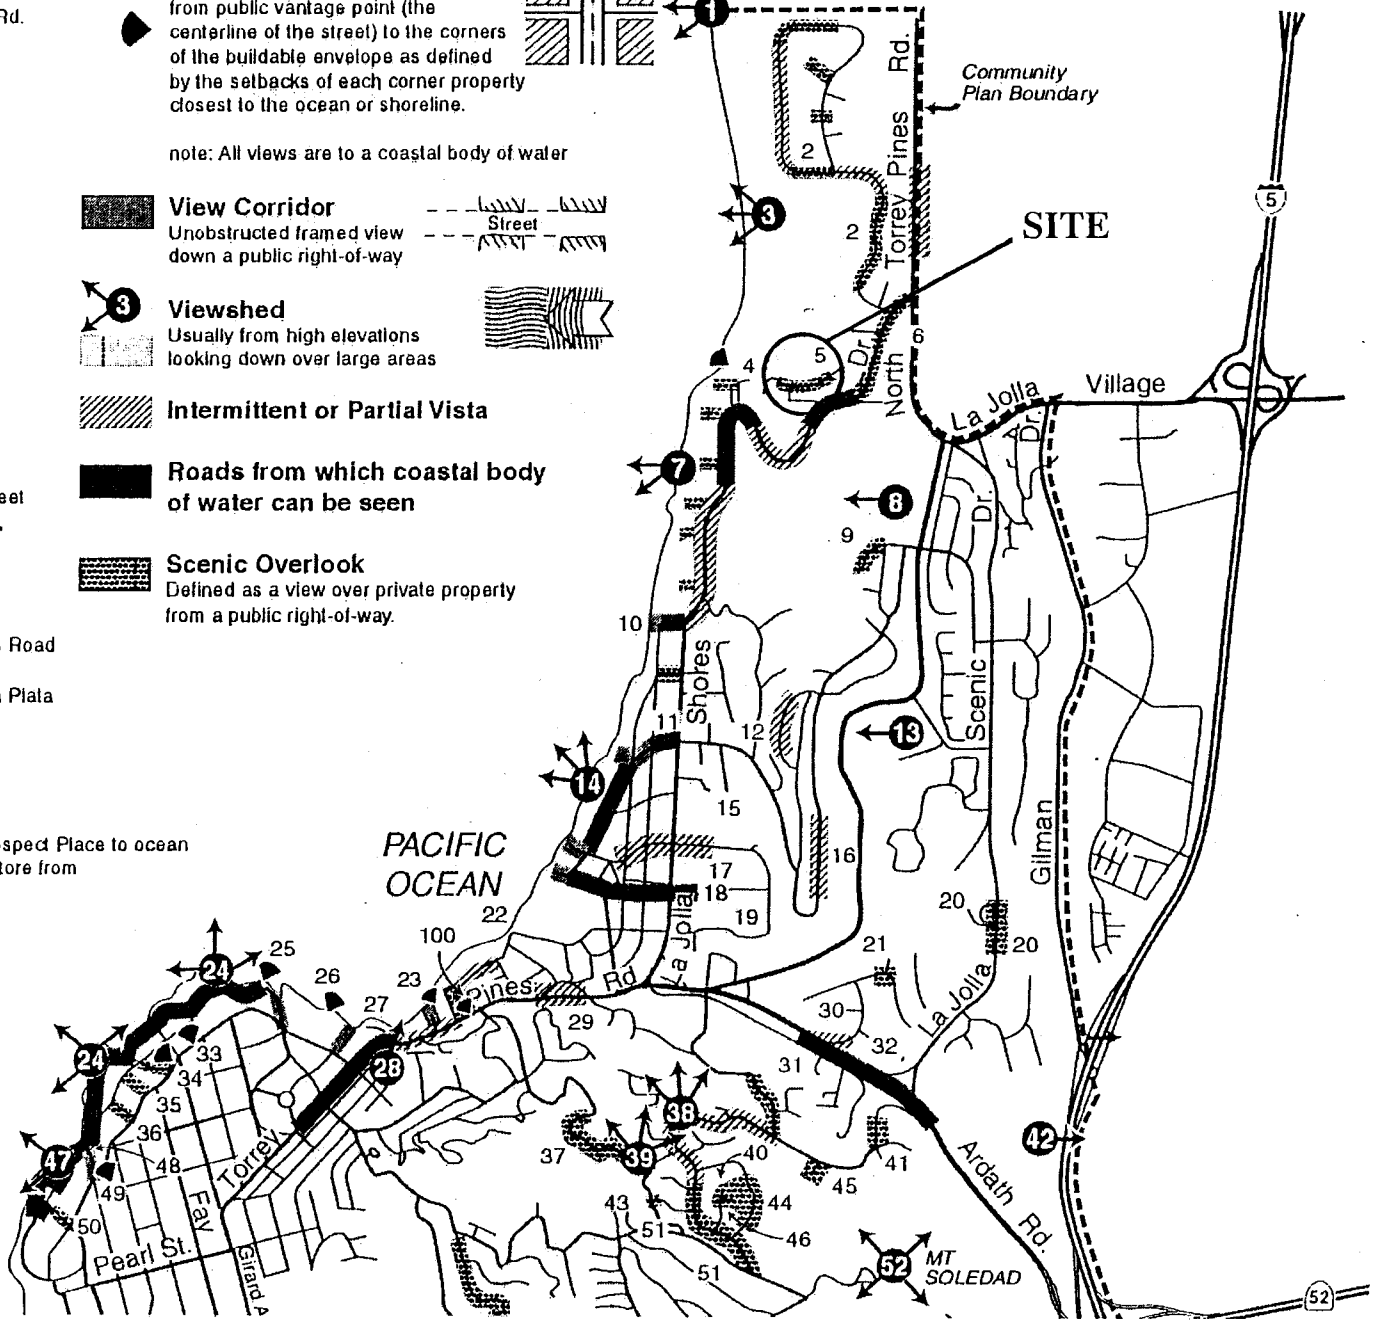 Rd.
from public vantage point (the
centerline of the street) to the corners
of the buildable envelope as defined
by the setbacks of each corner property
closest to the ocean or shoreline.
note: All views are to a coastal body of water
View Corridor
Unobstructed framed view
down a public right-of-way
Street
3
Viewshed
Usually from high elevations
looking down over large areas
Intermittent or Partial Vista
eet
Roads from which coastal body
of water can be seen
Scenic Overlook
Defined as a view over private property
from a public right-of-way.
Road
Plata
spect Place to ocean
tore from
1
Community
Plan Boundary
North Torrey Pines Rd.
2
3
2
SITE
5
6
5
Dr.
4
La Jolla Village
Dr.
7
8
9
Dr.
10
La Jolla Shores
11
12
13
La Jolla Scenic
14
15
16
17
18
19
Gilman
PACIFIC
OCEAN
20
20
21
22
100
23
24
25
26
27
Pines Rd
28
29
30
31
32
24
33
34
35
36
47
48
49
50
Torrey
Fay
Pearl St.
Girard A
37
38
39
40
41
42
43
44
45
46
51
51
52
MT
SOLEDAD
Ardath Rd.
52